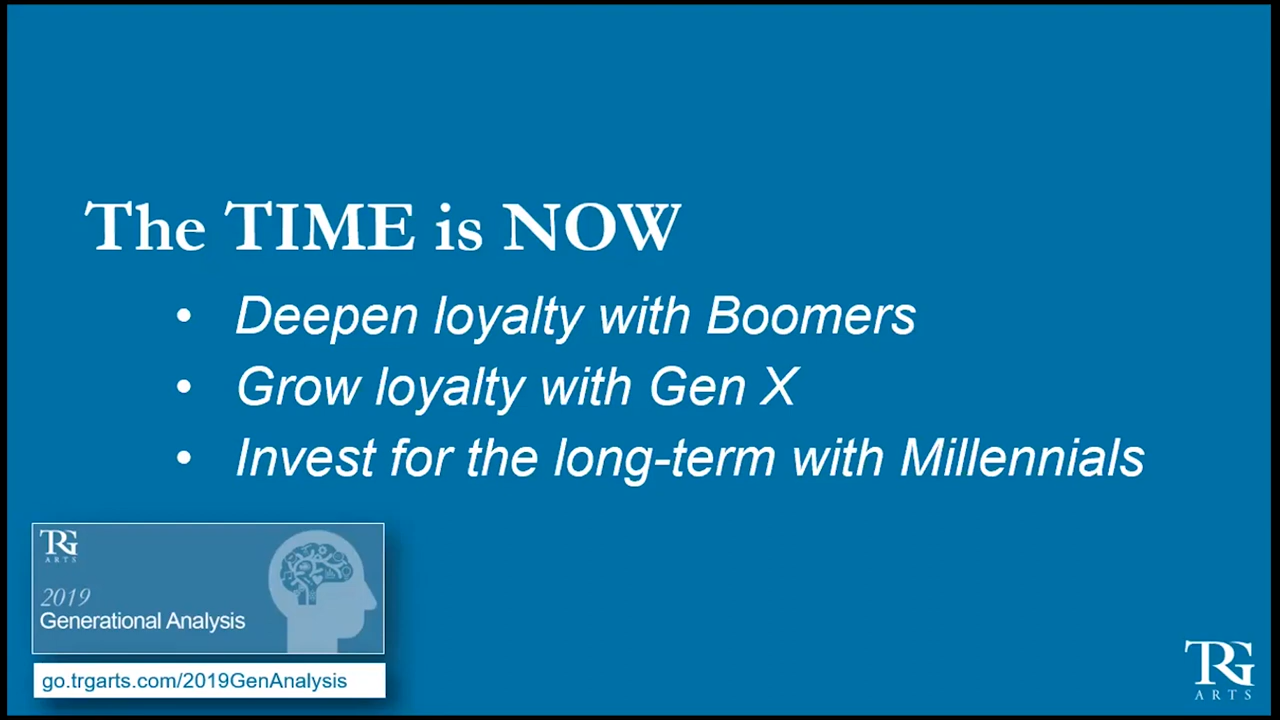 The TIME is NOW
• Deepen loyalty with Boomers
• Grow loyalty with Gen X
• Invest for the long-term with Millennials
TRG
ARTS
2019
Generational Analysis
go.trgarts.com/2019GenAnalysis
TRG
ARTS